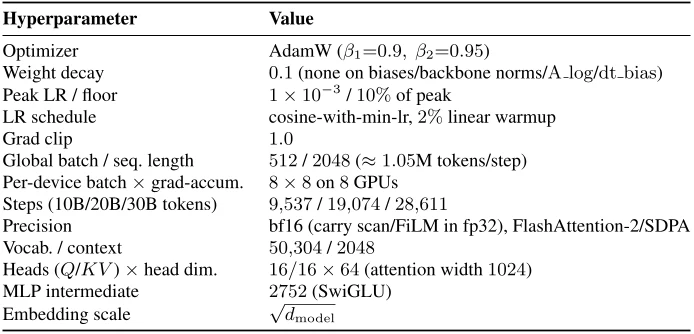 Hyperparameter Value
Optimizer AdamW (β₁=0.9, β₂=0.95)
Weight decay 0.1 (none on biases/backbone norms/A_log/dt_bias)
Peak LR / floor 1 × 10⁻³ / 10% of peak
LR schedule cosine-with-min-lr, 2% linear warmup
Grad clip 1.0
Global batch / seq. length 512 / 2048 (≈ 1.05M tokens/step)
Per-device batch × grad-accum. 8 × 8 on 8 GPUs
Steps (10B/20B/30B tokens) 9,537 / 19,074 / 28,611
Precision bf16 (carry scan/FiLM in fp32), FlashAttention-2/SDPA
Vocab. / context 50,304 / 2048
Heads (Q/KV) × head dim. 16/16 × 64 (attention width 1024)
MLP intermediate 2752 (SwiGLU)
Embedding scale √d_model